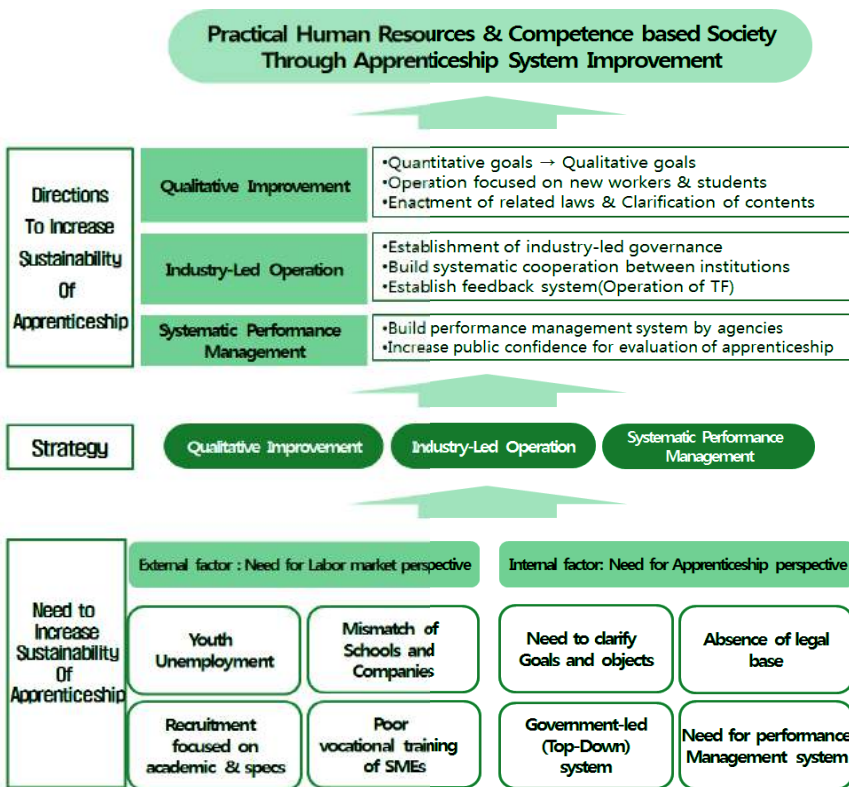 Practical Human Resources & Competence based Society
Through Apprenticeship System Improvement
Directions
To Increase
Sustainability
Of
Apprenticeship
Qualitative Improvement
•Quantitative goals → Qualitative goals
•Operation focused on new workers & students
•Enactment of related laws & Clarification of contents
Industry-Led Operation
•Establishment of industry-led governance
•Build systematic cooperation between institutions
•Establish feedback system(Operation of TF)
Systematic Performance
Management
•Build performance management system by agencies
•Increase public confidence for evaluation of apprenticeship
Strategy
Qualitative Improvement
Industry-Led Operation
Systematic Performance
Management
Need to
Increase
Sustainability
Of
Apprenticeship
External factor : Need for Labor market perspective
Youth
Unemployment
Mismatch of
Schools and
Companies
Recruitment
focused on
academic & specs
Poor
vocational training
of SMEs
Internal factor: Need for Apprenticeship perspective
Need to clarify
Goals and objects
Absence of legal
base
Government-led
(Top-Down)
system
Need for performance
Management system